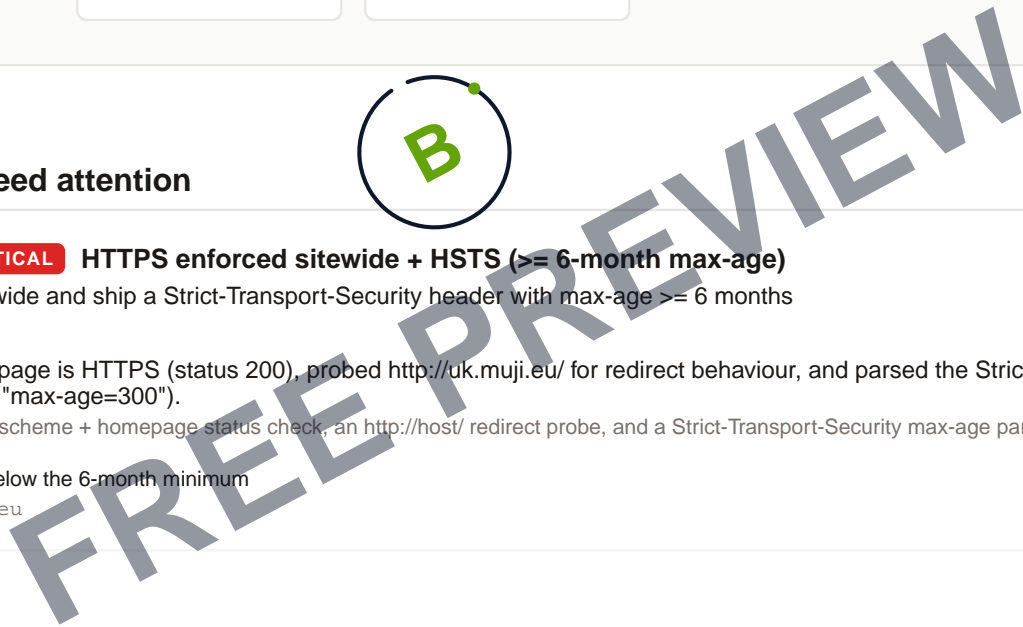 B
eed attention
TICAL HTTPS enforced sitewide + HSTS (>= 6-month max-age)
wide and ship a Strict-Transport-Security header with max-age >= 6 months
page is HTTPS (status 200), probed http://uk.muji.eu/ for redirect behaviour, and parsed the Stric
"max-age=300").
scheme + homepage status check, an http://host/ redirect probe, and a Strict-Transport-Security max-age par
elow the 6-month minimum
eu
FREE PREVIEW